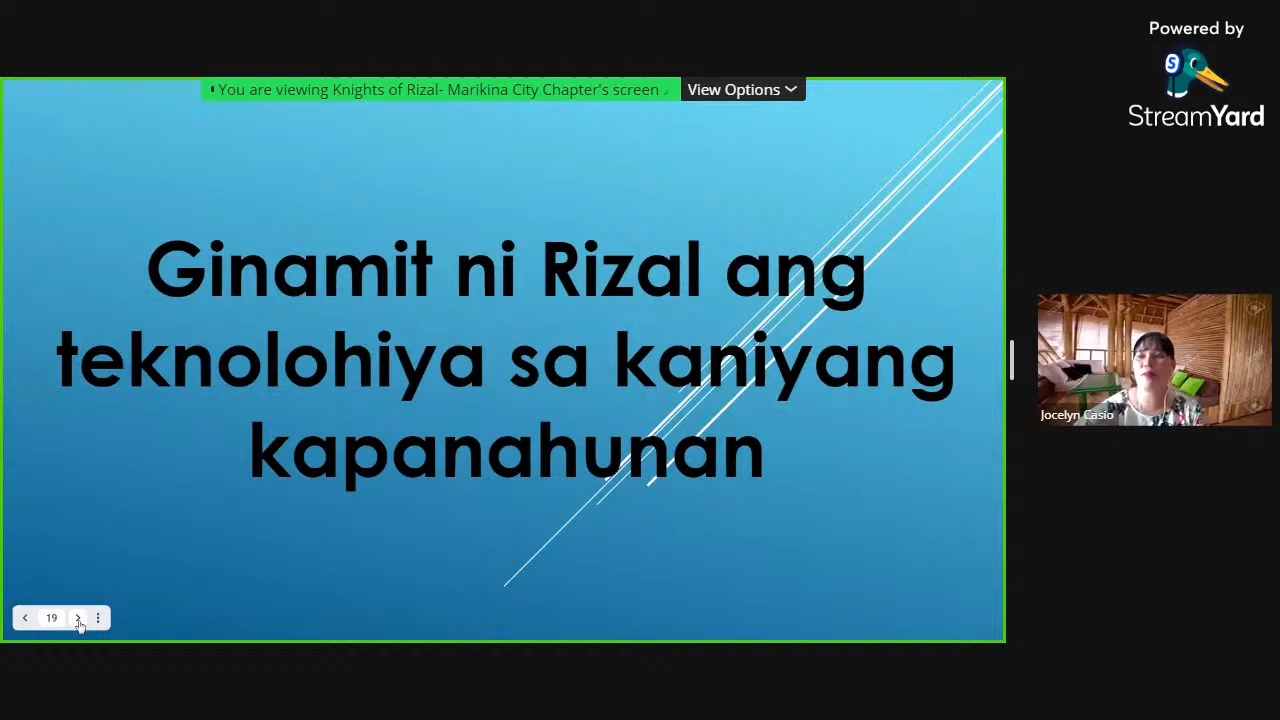 Powered by
S
StreamYard
You are viewing Knights of Rizal- Marikina City Chapter's screen
View Options
Ginamit ni Rizal ang
teknolohiya sa kaniyang
kapanahunan
Jocelyn Casio
19